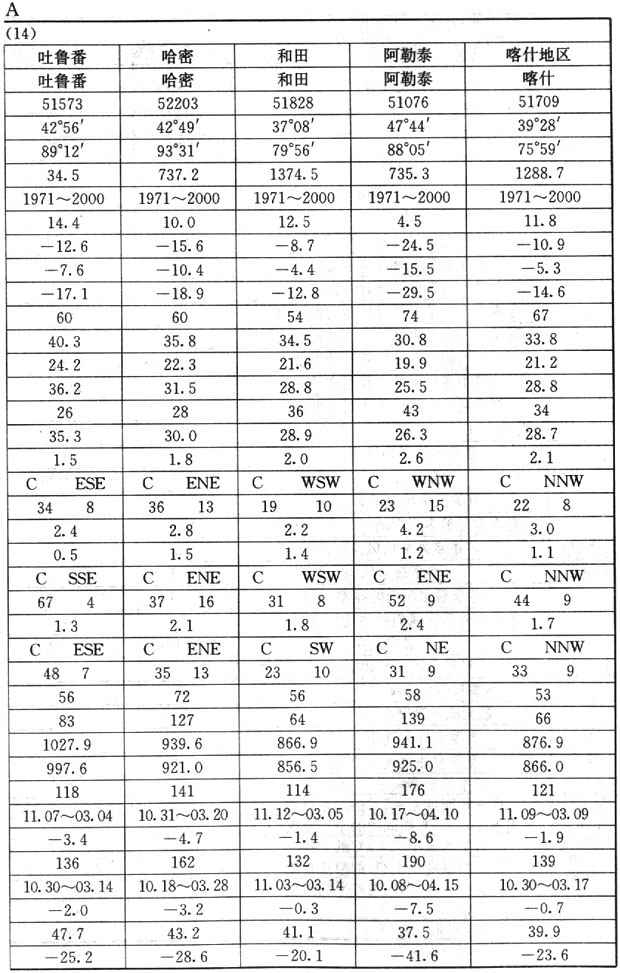 A
(14)
吐鲁番 哈密 和田 阿勒泰 喀什地区
吐鲁番 哈密 和田 阿勒泰 喀什
51573 52203 51828 51076 51709
42°56′ 42°49′ 37°08′ 47°44′ 39°28′
89°12′ 93°31′ 79°56′ 88°05′ 75°59′
34.5 737.2 1374.5 735.3 1288.7
1971～2000 1971～2000 1971～2000 1971～2000 1971～2000
14.4 10.0 12.5 4.5 11.8
−12.6 −15.6 −8.7 −24.5 −10.9
−7.6 −10.4 −4.4 −15.5 −5.3
−17.1 −18.9 −12.8 −29.5 −14.6
60 60 54 74 67
40.3 35.8 34.5 30.8 33.8
24.2 22.3 21.6 19.9 21.2
36.2 31.5 28.8 25.5 28.8
26 28 36 43 34
35.3 30.0 28.9 26.3 28.7
1.5 1.8 2.0 2.6 2.1
C ESE C ENE C WSW C WNW C NNW
34 8 36 13 19 10 23 15 22 8
2.4 2.8 2.2 4.2 3.0
0.5 1.5 1.4 1.2 1.1
C SSE C ENE C WSW C ENE C NNW
67 4 37 16 31 8 52 9 44 9
1.3 2.1 1.8 2.4 1.7
C ESE C ENE C SW C NE C NNW
48 7 35 13 23 10 31 9 33 9
56 72 56 58 53
83 127 64 139 66
1027.9 939.6 866.9 941.1 876.9
997.6 921.0 856.5 925.0 866.0
118 141 114 176 121
11.07～03.04 10.31～03.20 11.12～03.05 10.17～04.10 11.09～03.09
−3.4 −4.7 −1.4 −8.6 −1.9
136 162 132 190 139
10.30～03.14 10.18～03.28 11.03～03.14 10.08～04.15 10.30～03.17
−2.0 −3.2 −0.3 −7.5 −0.7
47.7 43.2 41.1 37.5 39.9
−25.2 −28.6 −20.1 −41.6 −23.6